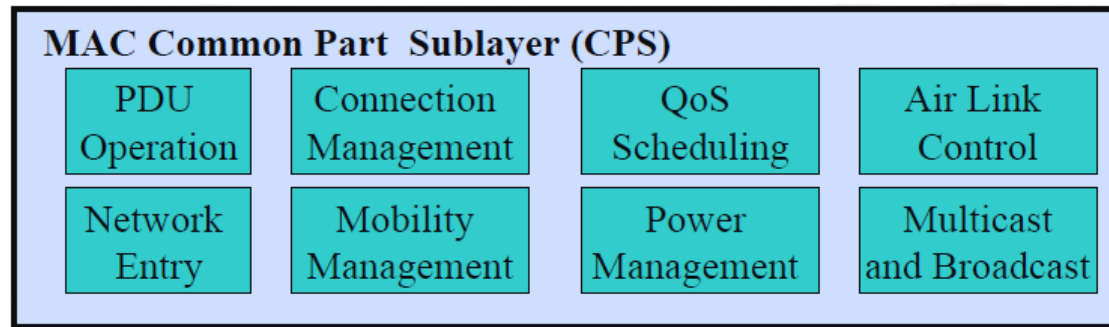 MAC Common Part Sublayer (CPS)
PDU
Operation
Connection
Management
QoS
Scheduling
Air Link
Control
Network
Entry
Mobility
Management
Power
Management
Multicast
and Broadcast